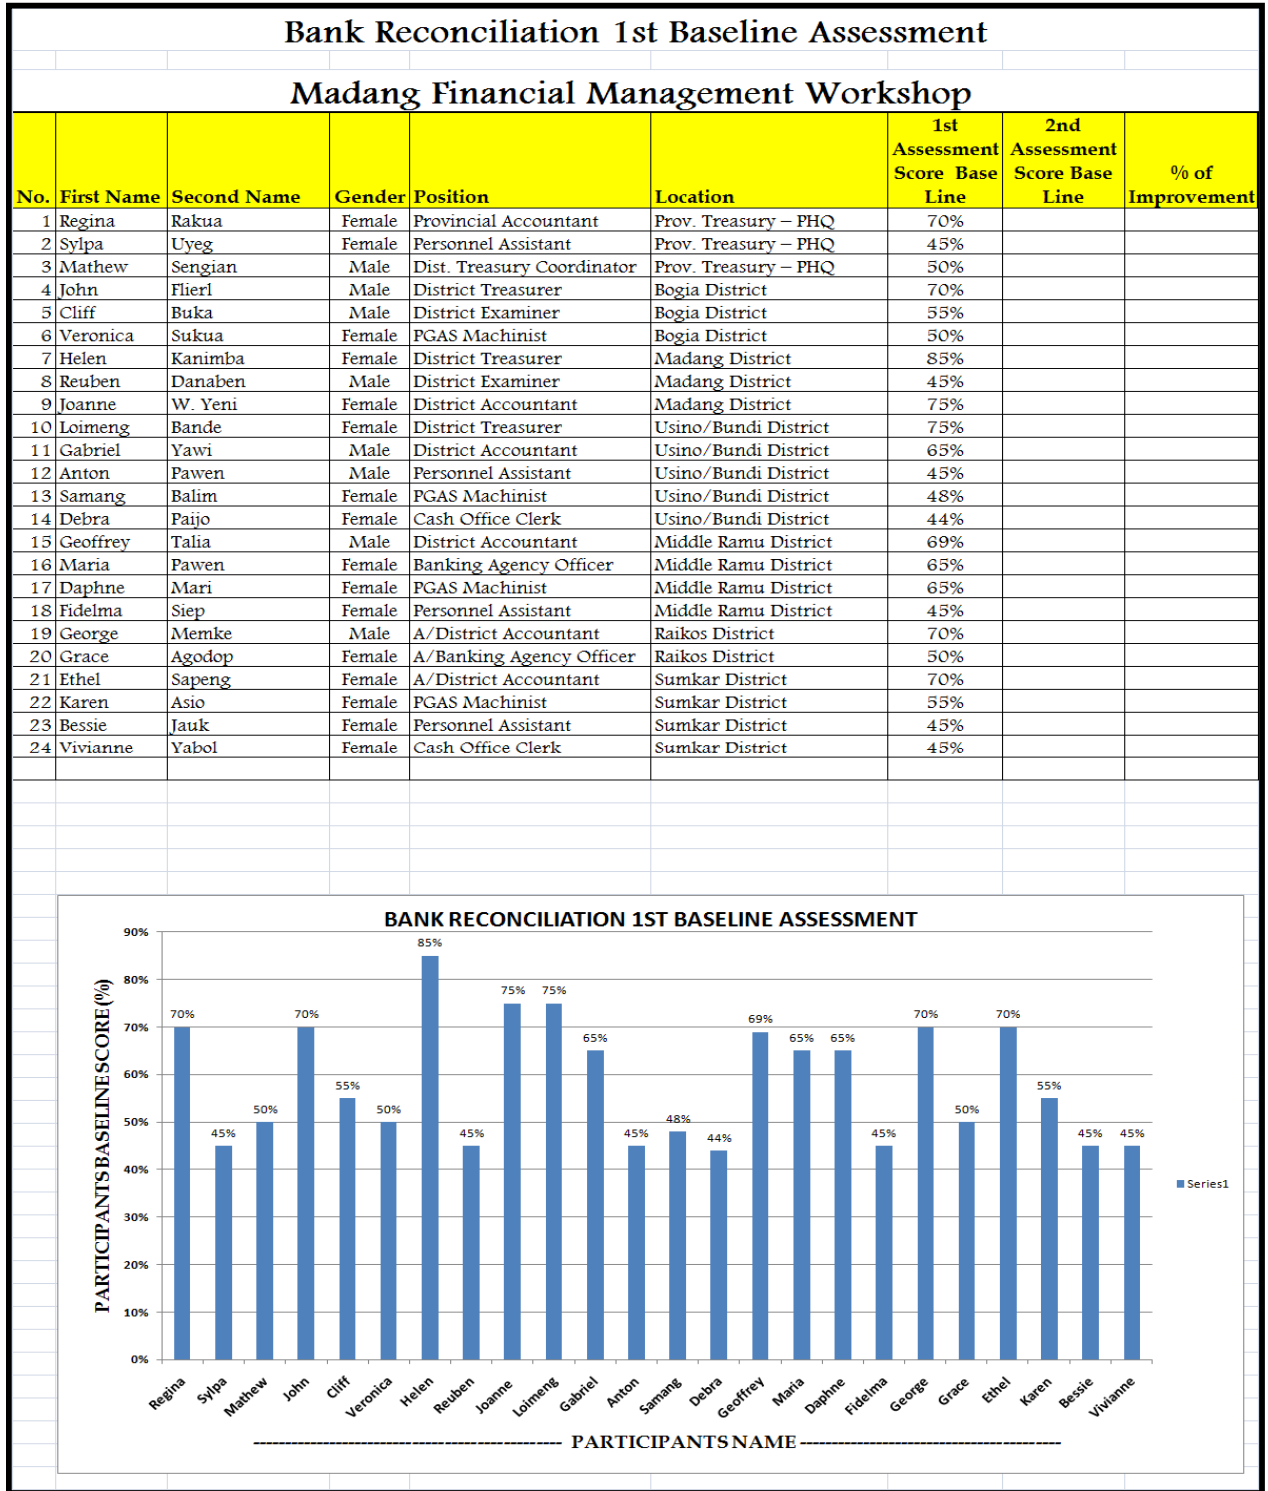 Bank Reconciliation 1st Baseline Assessment
Madang Financial Management Workshop
No. First Name Second Name Gender Position Location 1st Assessment Score Base Line 2nd Assessment Score Base Line % of Improvement
1 Regina Rakua Female Provincial Accountant Prov. Treasury – PHQ 70%
2 Sylpa Uyeg Female Personnel Assistant Prov. Treasury – PHQ 45%
3 Mathew Sengian Male Dist. Treasury Coordinator Prov. Treasury – PHQ 50%
4 John Flierl Male District Treasurer Bogia District 70%
5 Cliff Buka Male District Examiner Bogia District 55%
6 Veronica Sukua Female PGAS Machinist Bogia District 50%
7 Helen Kanimba Female District Treasurer Madang District 85%
8 Reuben Danaben Male District Examiner Madang District 45%
9 Joanne W. Yeni Female District Accountant Madang District 75%
10 Loimeng Bande Female District Treasurer Usino/Bundi District 75%
11 Gabriel Yawi Male District Accountant Usino/Bundi District 65%
12 Anton Pawen Male Personnel Assistant Usino/Bundi District 45%
13 Samang Balim Female PGAS Machinist Usino/Bundi District 48%
14 Debra Paijo Female Cash Office Clerk Usino/Bundi District 44%
15 Geoffrey Talia Male District Accountant Middle Ramu District 69%
16 Maria Pawen Female Banking Agency Officer Middle Ramu District 65%
17 Daphne Mari Female PGAS Machinist Middle Ramu District 65%
18 Fidelma Siep Female Personnel Assistant Middle Ramu District 45%
19 George Memke Male A/District Accountant Raikos District 70%
20 Grace Agodop Female A/Banking Agency Officer Raikos District 50%
21 Ethel Sapeng Female A/District Accountant Sumkar District 70%
22 Karen Asio Female PGAS Machinist Sumkar District 55%
23 Bessie Jauk Female Personnel Assistant Sumkar District 45%
24 Vivianne Yabol Female Cash Office Clerk Sumkar District 45%
BANK RECONCILIATION 1ST BASELINE ASSESSMENT
PARTICIPANTS BASELINE SCORE (%)
90%
80%
70%
60%
50%
40%
30%
20%
10%
0%
70% 45% 50% 70% 55% 50% 85% 45% 75% 75% 65% 45% 48% 44% 69% 65% 65% 45% 70% 50% 70% 55% 45% 45%
Series1
Regina Sylpa Mathew John Cliff Veronica Helen Reuben Joanne Loimeng Gabriel Anton Samang Debra Geoffrey Maria Daphne Fidelma George Grace Ethel Karen Bessie Vivianne
PARTICIPANTS NAME